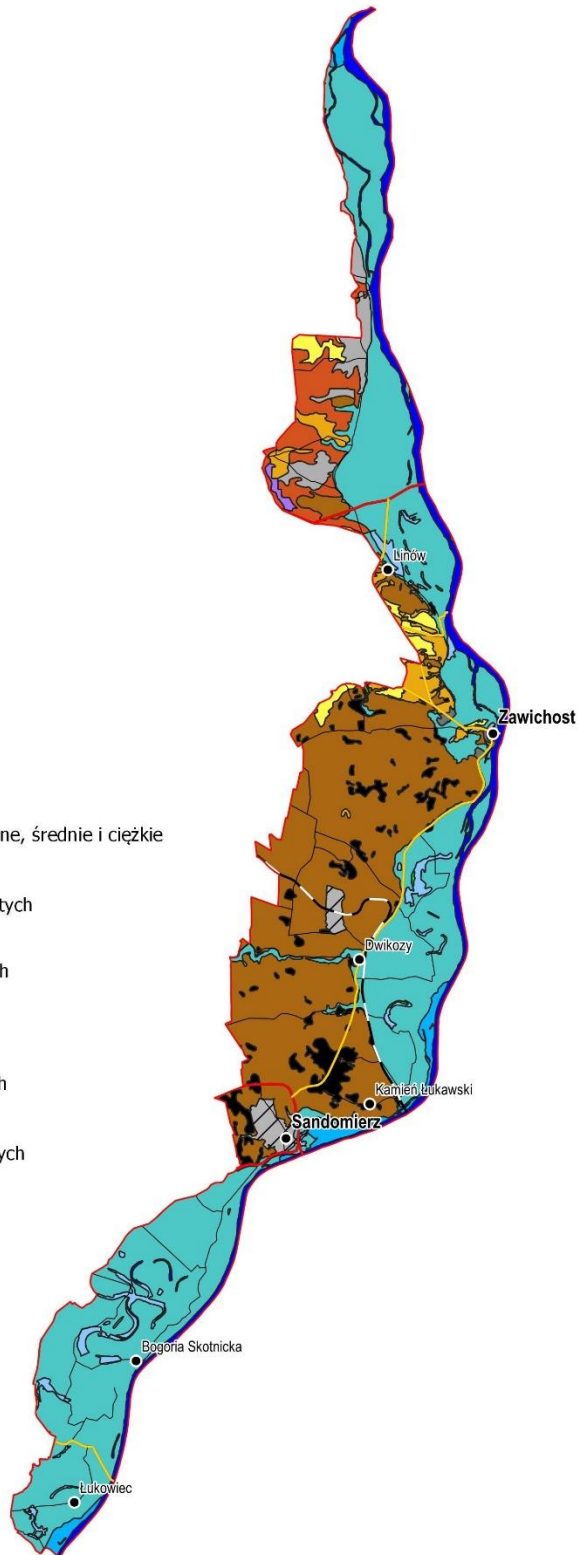 Linów
Zawichost
ne, średnie i ciężkie
tych
Dwikozy
h
h
Kamień Łukawski
Sandomierz
ych
Bogoria Skotnicka
Łukowiec